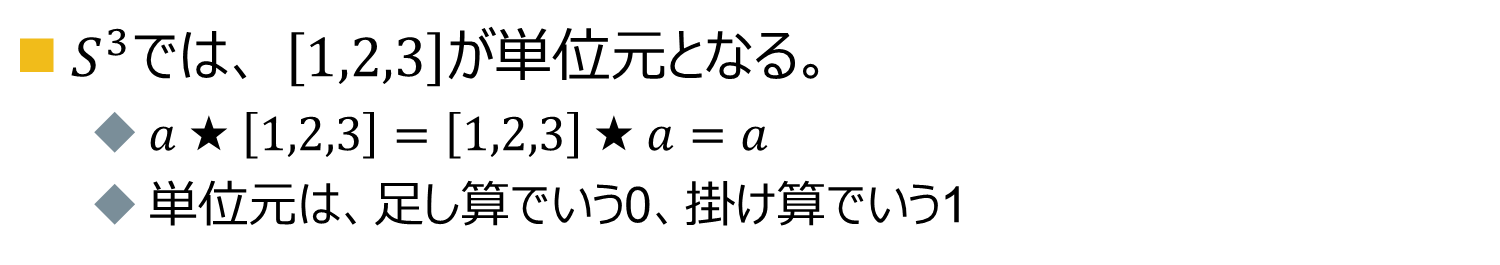 ■ 𝑆³では、[1,2,3]が単位元となる。
◆ 𝑎 ★ [1,2,3] = [1,2,3] ★ 𝑎 = 𝑎
◆ 単位元は、足し算でいう0、掛け算でいう1